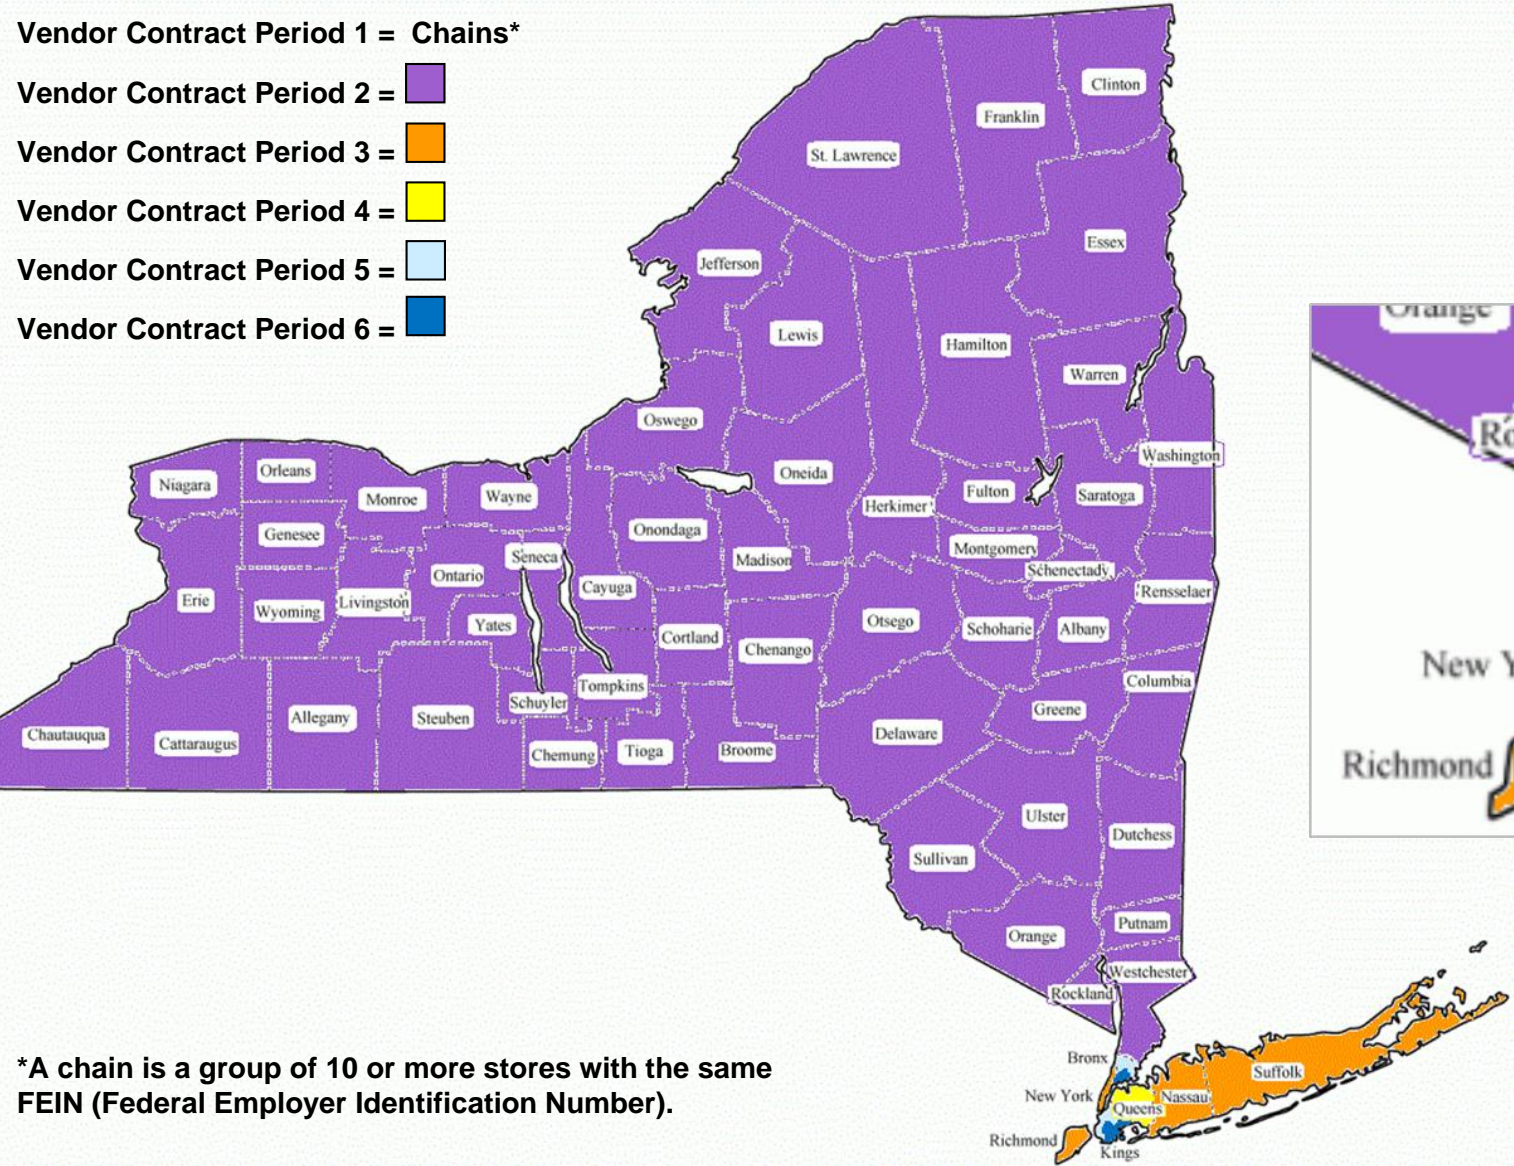 Vendor Contract Period 1 = Chains*
Vendor Contract Period 2 =
Vendor Contract Period 3 =
Vendor Contract Period 4 =
Vendor Contract Period 5 =
Vendor Contract Period 6 =
Clinton
Franklin
St. Lawrence
Essex
Jefferson
Lewis
Hamilton
Warren
Oswego
Washington
Oneida
Herkimer
Fulton
Saratoga
Niagara
Orleans
Monroe
Wayne
Onondaga
Madison
Montgomery
Schenectady
Rensselaer
Genesee
Seneca
Ontario
Cayuga
Erie
Wyoming
Livingston
Yates
Cortland
Chenango
Otsego
Schoharie
Albany
Columbia
Greene
Tompkins
Schuyler
Chautauqua
Cattaraugus
Allegany
Steuben
Chemung
Tioga
Broome
Delaware
Ulster
Dutchess
Sullivan
Orange
Putnam
Westchester
Rockland
Bronx
New York
Queens
Nassau
Suffolk
Richmond
Kings
Orange
Ro
New Y
Richmond
*A chain is a group of 10 or more stores with the same
FEIN (Federal Employer Identification Number).